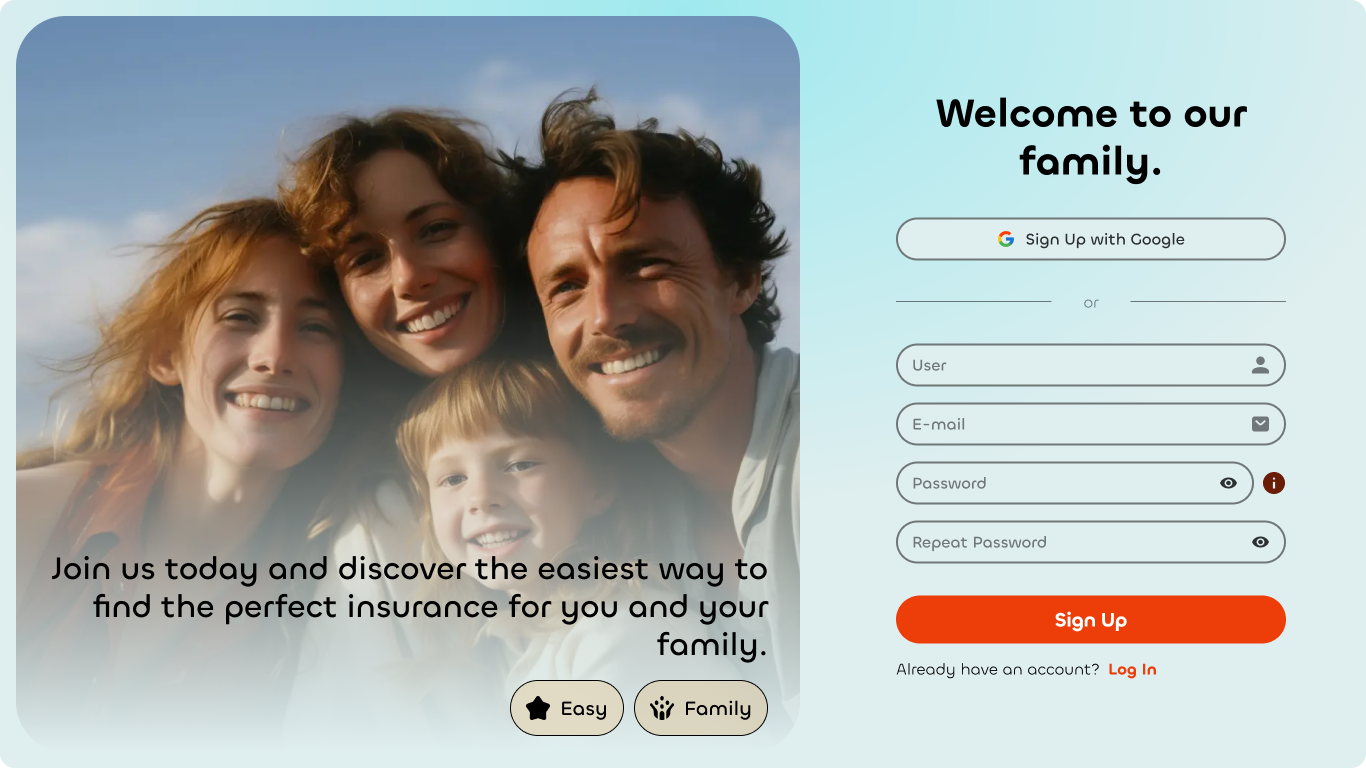 Join us today and discover the easiest way to
find the perfect insurance for you and your
family.
Easy
Family
Welcome to our
family.
Sign Up with Google
or
User
E-mail
Password
Repeat Password
Sign Up
Already have an account? Log In